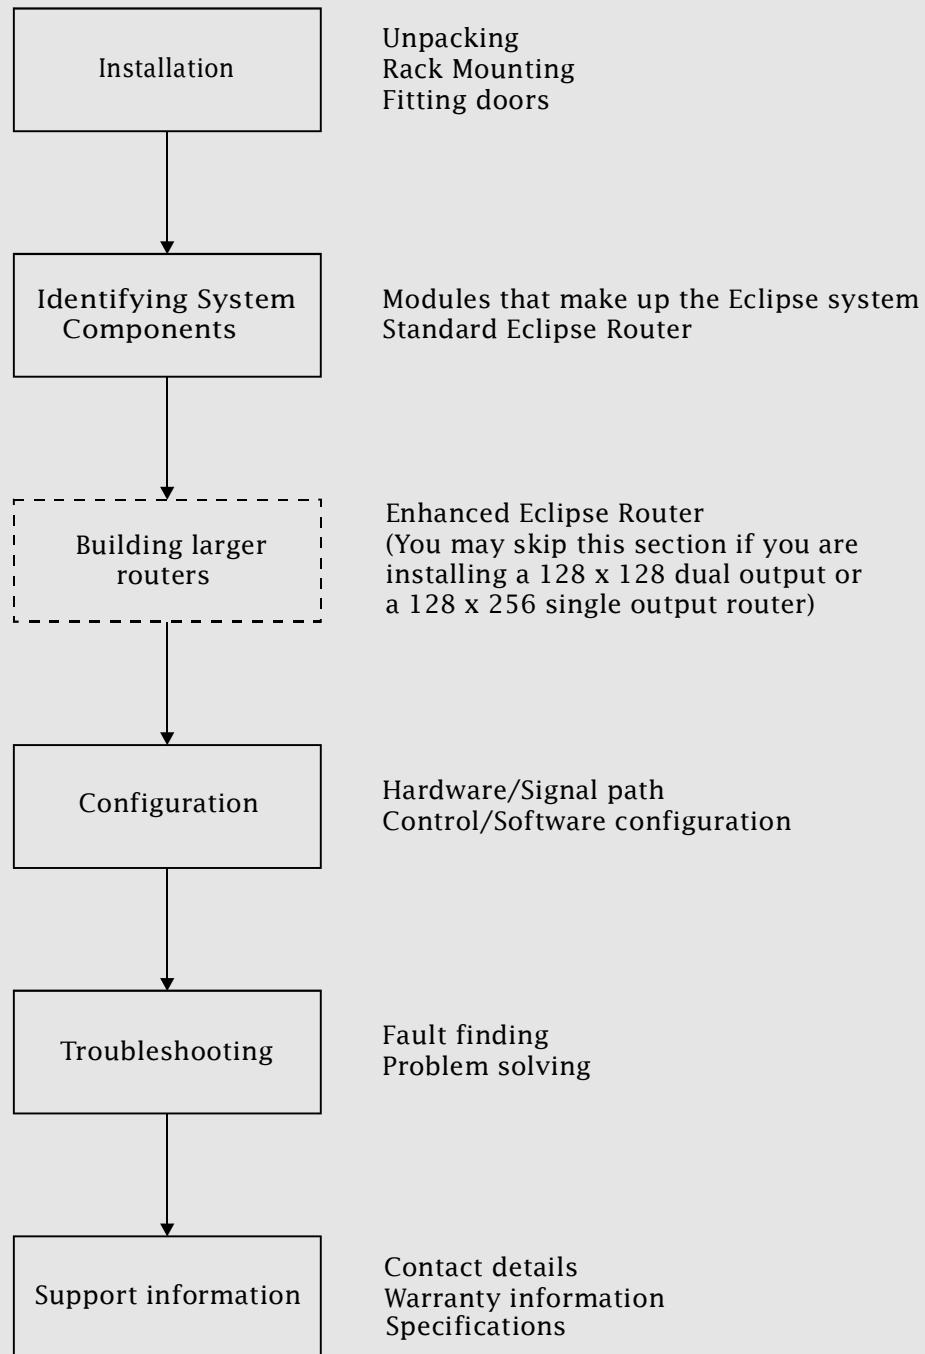 Installation
Unpacking
Rack Mounting
Fitting doors
Identifying System
Components
Modules that make up the Eclipse system
Standard Eclipse Router
Building larger
routers
Enhanced Eclipse Router
(You may skip this section if you are
installing a 128 x 128 dual output or
a 128 x 256 single output router)
Configuration
Hardware/Signal path
Control/Software configuration
Troubleshooting
Fault finding
Problem solving
Support information
Contact details
Warranty information
Specifications